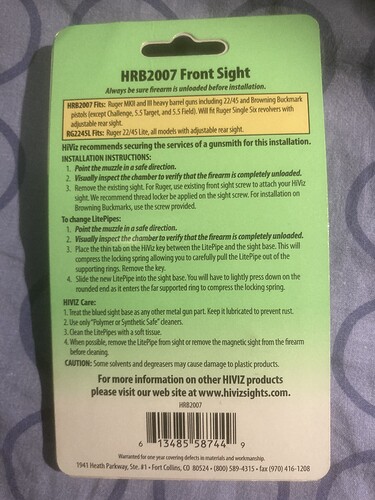 HRB2007 Front Sight
Always be sure firearm is unloaded before installation.
HRB2007 Fits: Ruger MKII and III heavy barrel guns including 22/45 and Browning Buckmark
pistols (except Challenge, 5.5 Target, and 5.5 Field). Will fit Ruger Single Six revolvers with
adjustable rear sight.
RG2245L Fits: Ruger 22/45 Lite, all models with adjustable rear sight.
HiViz recommends securing the services of a gunsmith for this installation.
INSTALLATION INSTRUCTIONS:
1. Point the muzzle in a safe direction.
2. Visually inspect the chamber to verify that the firearm is completely unloaded.
3. Remove the existing sight. For Ruger, use existing front sight screw to attach your HiViz
sight. We recommend thread locker be applied on the sight screw. For installation on
Browning Buckmarks, use the screw provided.
To change LitePipes:
1. Point the muzzle in a safe direction.
2. Visually inspect the chamber to verify that the firearm is completely unloaded.
3. Place the thin tab on the HiViz key between the LitePipe and the sight base. This will
compress the locking spring allowing you to carefully pull the LitePipe out of the
supporting rings. Remove the key.
4. Slide the new LitePipe into the sight base. You will have to lightly press down on the
rounded end as it enters the far supported ring to compress the locking spring.
HIVIZ Care:
1. Treat the blued sight base as any other metal gun part. Keep it lubricated to prevent rust.
2. Use only "Polymer or Synthetic Safe" cleaners.
3. Clean the LitePipes with a soft tissue.
4. When possible, remove the LitePipe from sight or remove the magnetic sight from the firearm
before cleaning.
CAUTION: Some solvents and degreasers may cause damage to plastic products.
For more information on other HIVIZ products
please visit our web site at www.hivizsights.com.
HRB2007
6 13485 58744 9
Warranted for one year covering defects in materials or workmanship.
1941 Heath Parkway, Ste. #1 • Fort Collins, CO 80524 • (800) 589-4315 • fax (970) 416-1208